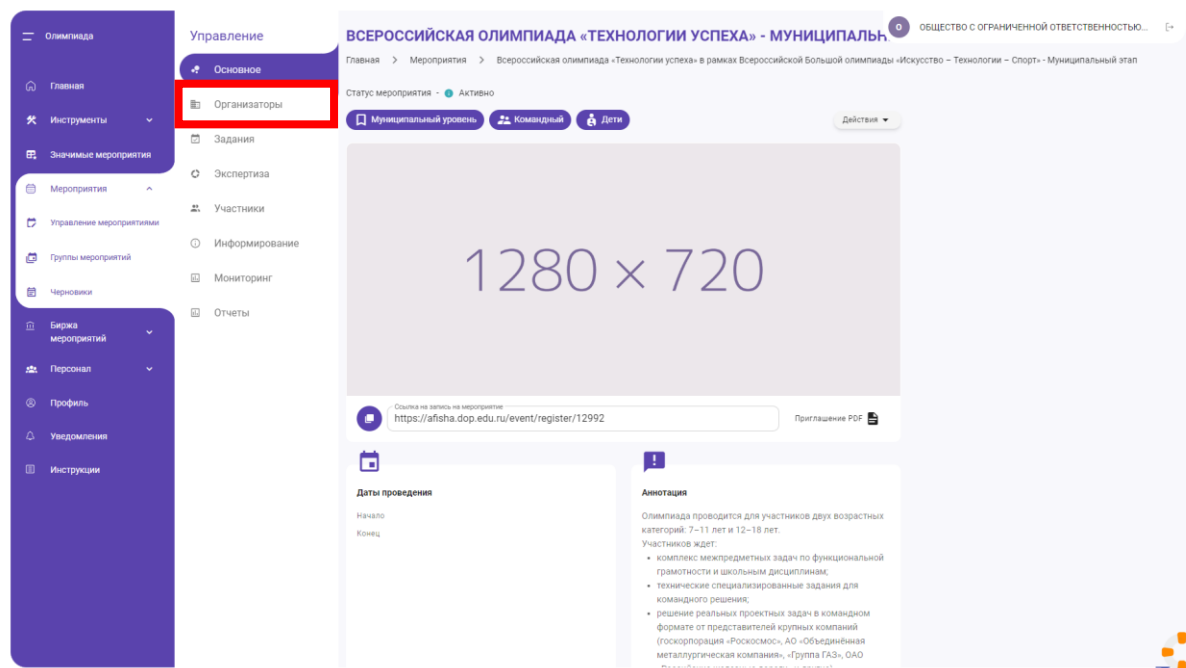 Олимпиада
Главная
Инструменты
Значимые мероприятия
Мероприятия
Управление мероприятиями
Группы мероприятий
Черновики
Биржа
мероприятий
Персонал
Профиль
Уведомления
Инструкции
Управление
Основное
Организаторы
Задания
Экспертиза
Участники
Информирование
Мониторинг
Отчеты
ВСЕРОССИЙСКАЯ ОЛИМПИАДА «ТЕХНОЛОГИИ УСПЕХА» - МУНИЦИПАЛЬН
О ОБЩЕСТВО С ОГРАНИЧЕННОЙ ОТВЕТСТВЕННОСТЬЮ...
Главная > Мероприятия > Всероссийская олимпиада «Технологии успеха» в рамках Всероссийской Большой олимпиады «Искусство – Технологии – Спорт» - Муниципальный этап
Статус мероприятия - Активно
Муниципальный уровень Командный Дети
Действия
1280 × 720
Ссылка на запись на мероприятие
https://afisha.dop.edu.ru/event/register/12992
Приглашение PDF
Даты проведения
Начало
Конец
Аннотация
Олимпиада проводится для участников двух возрастных
категорий: 7–11 лет и 12–18 лет.
Участников ждет:
• комплекс межпредметных задач по функциональной
грамотности и школьным дисциплинам;
• технические специализированные задания для
командного решения;
• решение реальных проектных задач в командном
формате от представителей крупных компаний
(госкорпорация «Роскосмос», АО «Объединённая
металлургическая компания», «Группа ГАЗ», ОАО